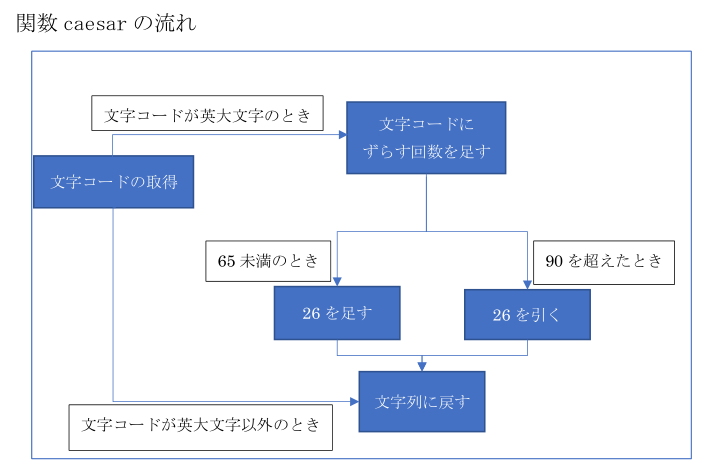 関数 caesar の流れ
文字コードが英大文字のとき
文字コードに
ずらす回数を足す
文字コードの取得
65 未満のとき
90 を超えたとき
26 を足す
26 を引く
文字列に戻す
文字コードが英大文字以外のとき